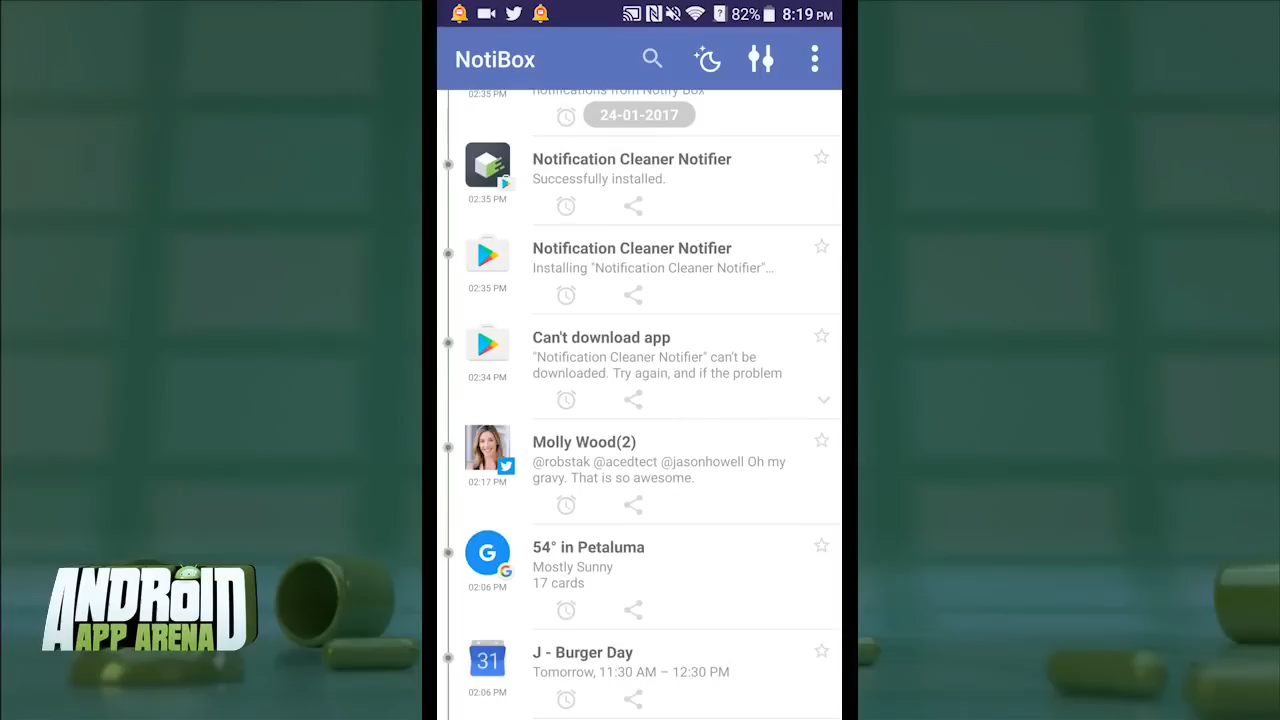 82% 8:19 PM
NotiBox
02:35 PM
notifications from Notify Box
24-01-2017
Notification Cleaner Notifier
Successfully installed.
02:35 PM
Notification Cleaner Notifier
Installing "Notification Cleaner Notifier"...
02:35 PM
Can't download app
"Notification Cleaner Notifier" can't be
downloaded. Try again, and if the problem
02:34 PM
Molly Wood(2)
@robstak @acedtect @jasonhowell Oh my
gravy. That is so awesome.
02:17 PM
G
54° in Petaluma
Mostly Sunny
17 cards
02:06 PM
31
J - Burger Day
Tomorrow, 11:30 AM – 12:30 PM
02:06 PM
ANDROID
APP ARENA